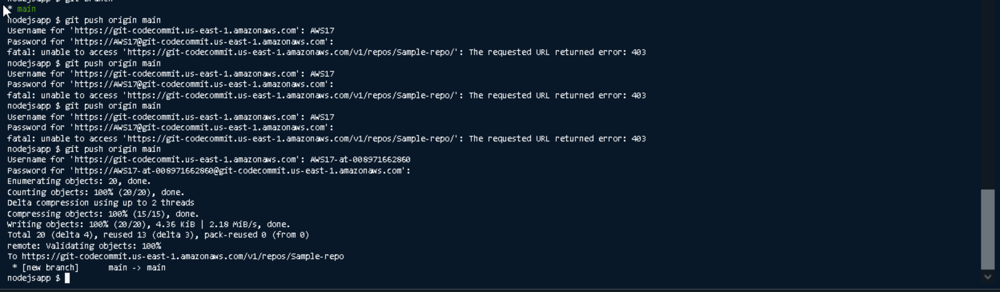 nodejsapp $ git branch
* main
nodejsapp $ git push origin main
Username for 'https://git-codecommit.us-east-1.amazonaws.com': AWS17
Password for 'https://AWS17@git-codecommit.us-east-1.amazonaws.com':
fatal: unable to access 'https://git-codecommit.us-east-1.amazonaws.com/v1/repos/Sample-repo/': The requested URL returned error: 403
nodejsapp $ git push origin main
Username for 'https://git-codecommit.us-east-1.amazonaws.com': AWS17
Password for 'https://AWS17@git-codecommit.us-east-1.amazonaws.com':
fatal: unable to access 'https://git-codecommit.us-east-1.amazonaws.com/v1/repos/Sample-repo/': The requested URL returned error: 403
nodejsapp $ git push origin main
Username for 'https://git-codecommit.us-east-1.amazonaws.com': AWS17
Password for 'https://AWS17@git-codecommit.us-east-1.amazonaws.com':
fatal: unable to access 'https://git-codecommit.us-east-1.amazonaws.com/v1/repos/Sample-repo/': The requested URL returned error: 403
nodejsapp $ git push origin main
Username for 'https://git-codecommit.us-east-1.amazonaws.com': AWS17-at-008971662860
Password for 'https://AWS17-at-008971662860@git-codecommit.us-east-1.amazonaws.com':
Enumerating objects: 20, done.
Counting objects: 100% (20/20), done.
Delta compression using up to 2 threads
Compressing objects: 100% (15/15), done.
Writing objects: 100% (20/20), 4.36 KiB | 2.18 MiB/s, done.
Total 20 (delta 4), reused 13 (delta 3), pack-reused 0 (from 0)
remote: Validating objects: 100%
To https://git-codecommit.us-east-1.amazonaws.com/v1/repos/Sample-repo
 * [new branch]      main -> main
nodejsapp $